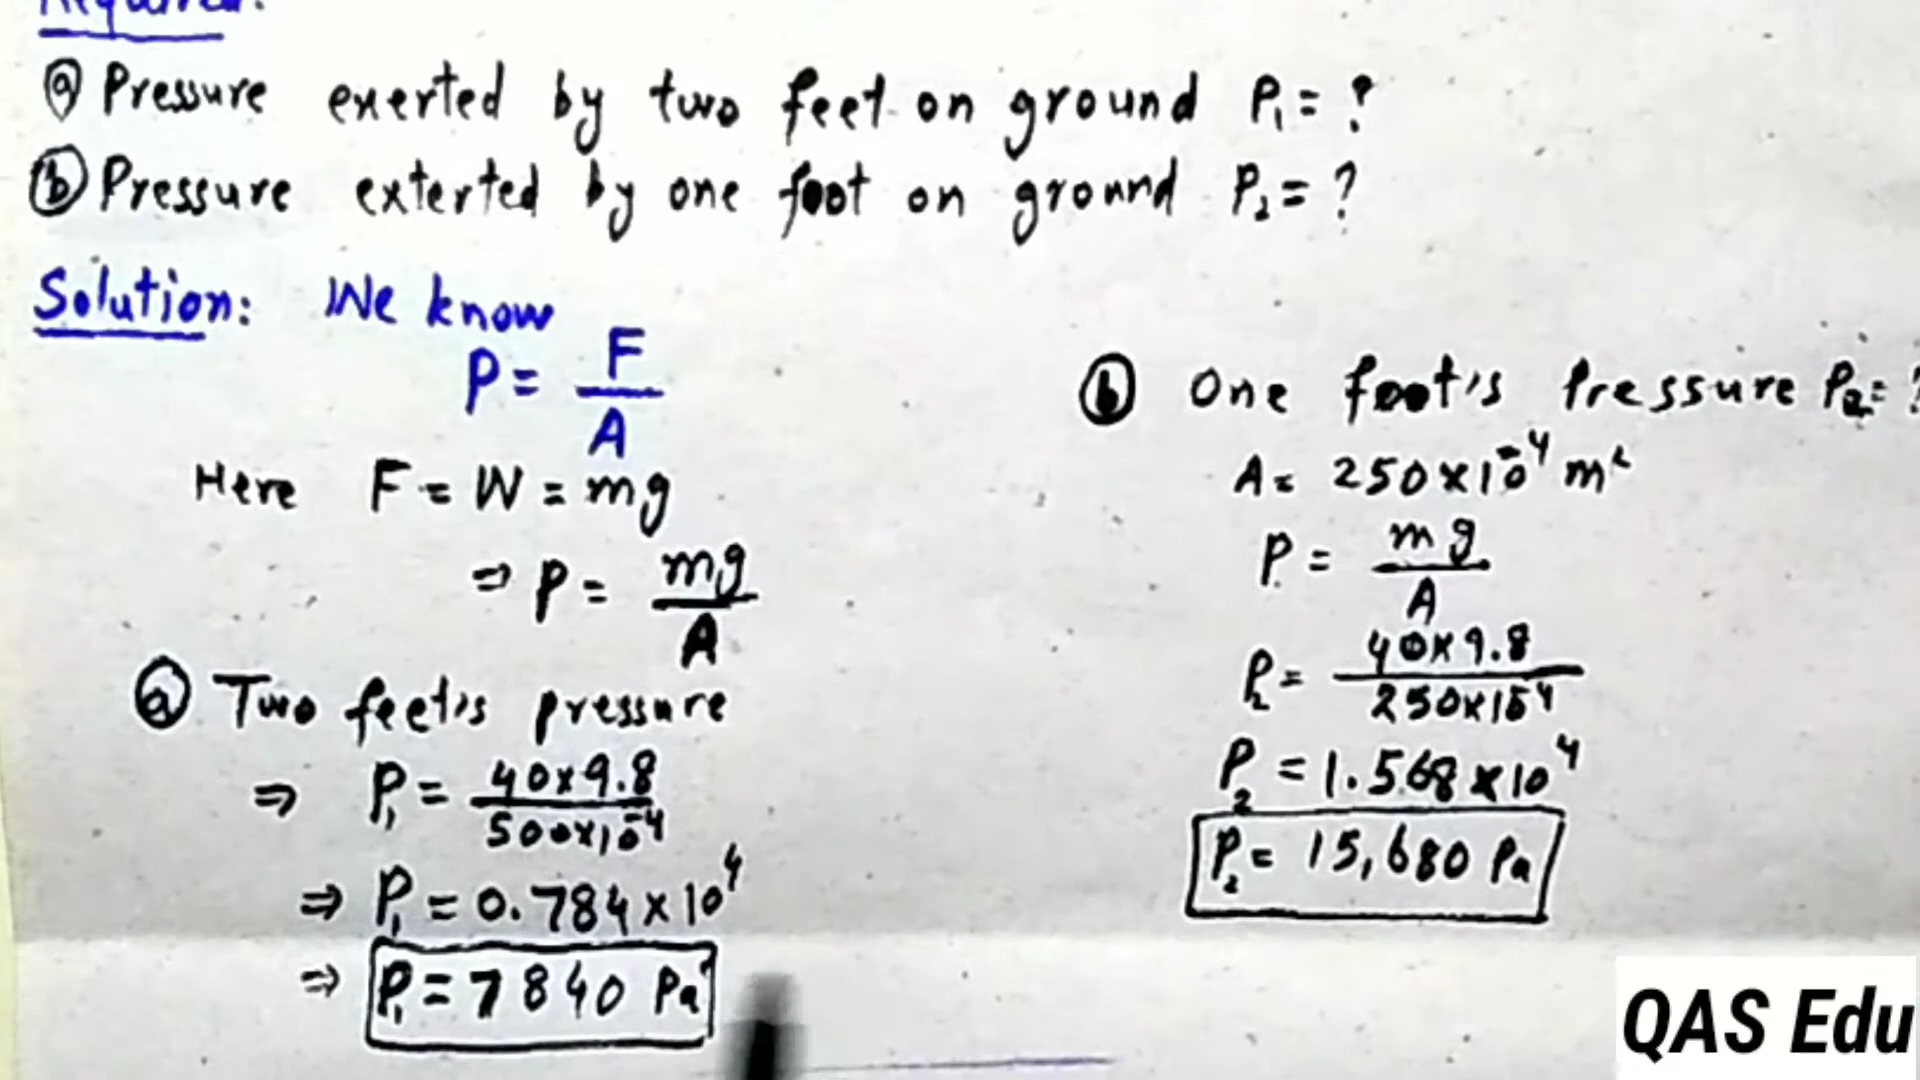 Required:
ⓐ Pressure exerted by two feet on ground P₁ = ?
ⓑ Pressure exterted by one foot on ground P₂ = ?
Solution: We know
P = F/A
Here F = W = mg
⇒ P = mg/A
ⓐ Two feet's pressure
⇒ P₁ = 40×9.8/500×10⁻⁴
⇒ P₁ = 0.784 × 10⁴
⇒ P₁ = 7840 Pa
ⓑ One foot's Pressure P₂ = ?
A = 250×10⁻⁴ m²
P = mg/A
P₂ = 40×9.8/250×10⁻⁴
P₂ = 1.568 × 10⁴
P₂ = 15,680 Pa
QAS Edu